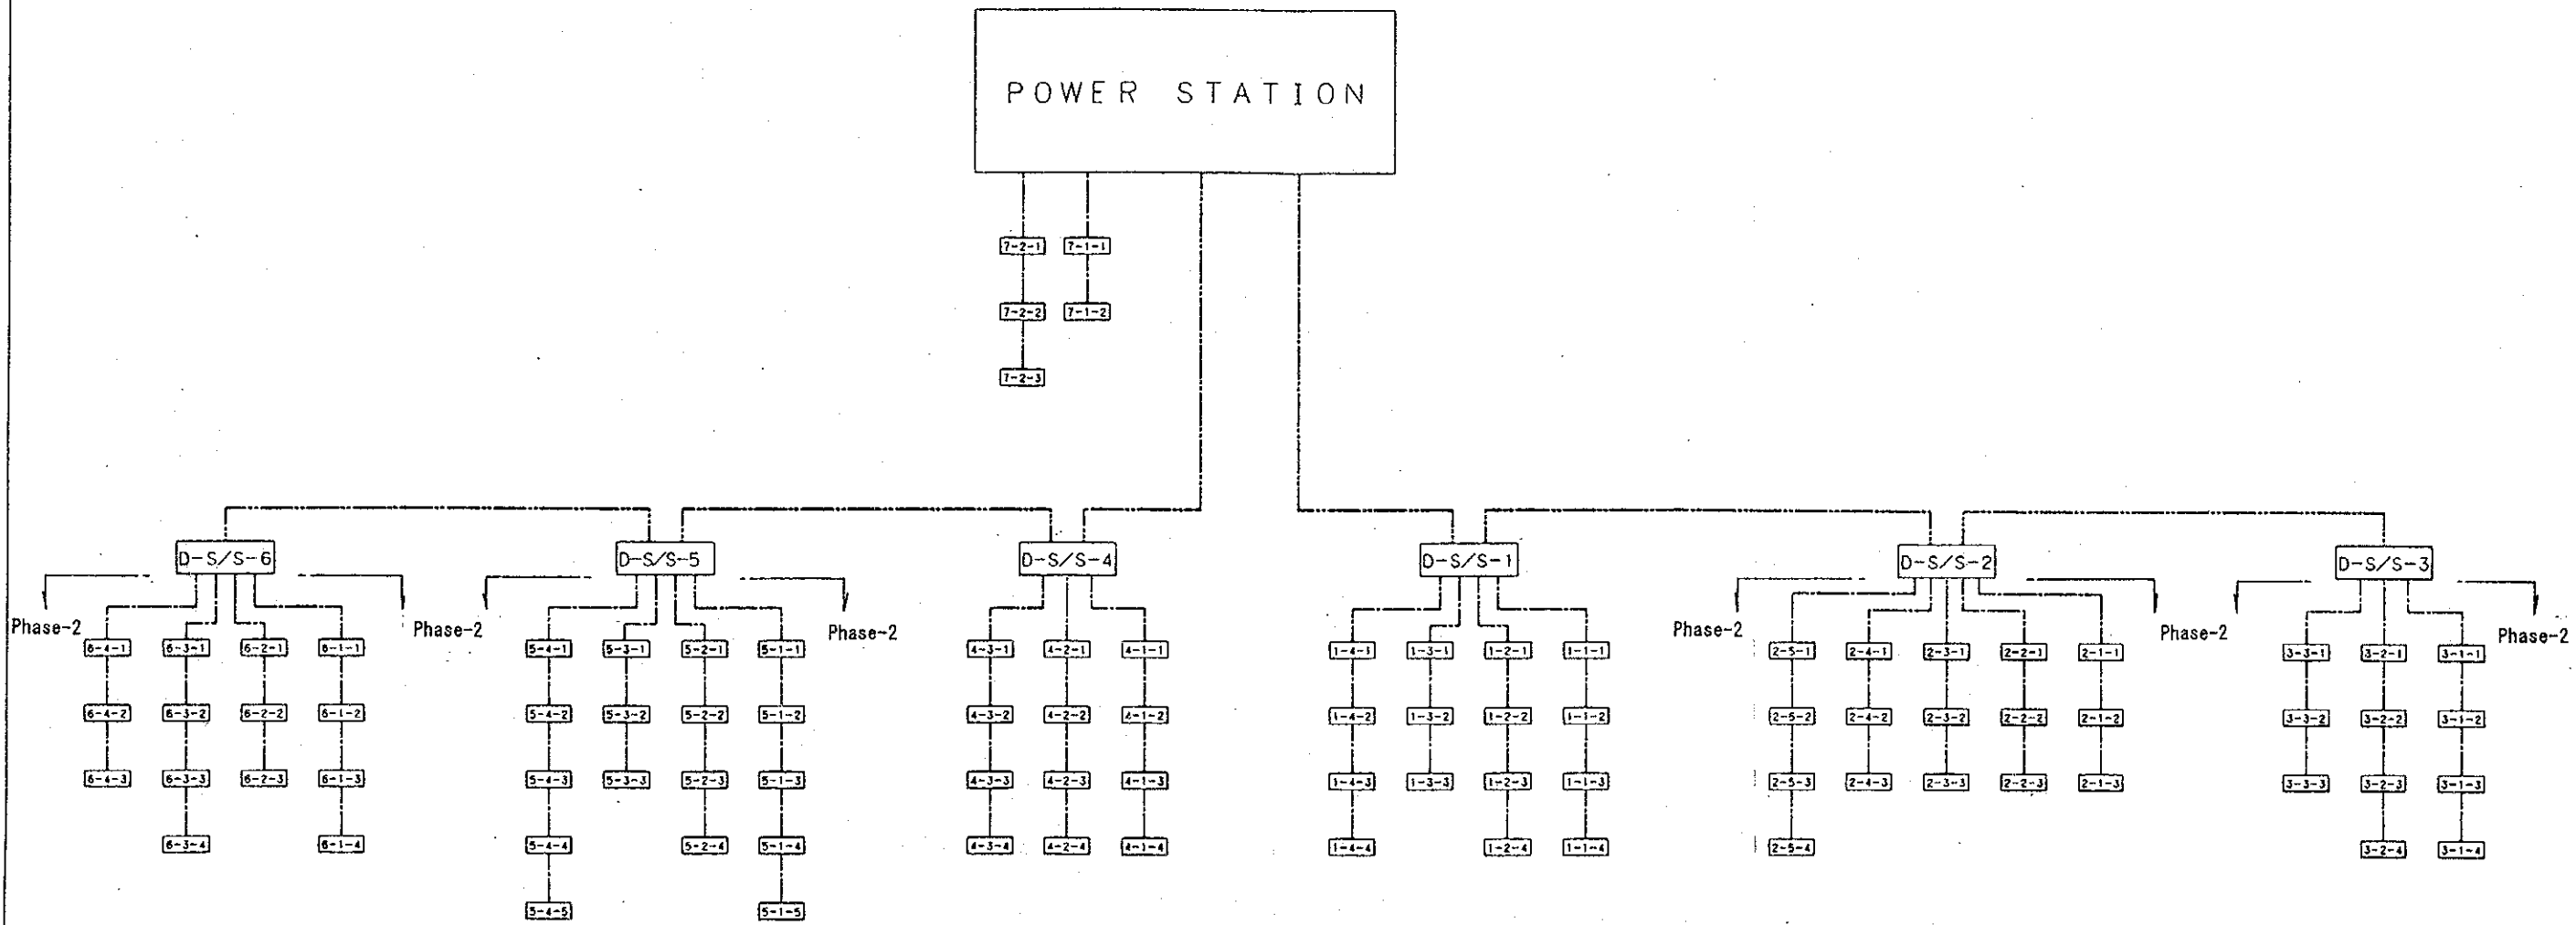 POWER STATION
7-2-1 7-1-1
7-2-2 7-1-2
7-2-3
D-S/S-6 D-S/S-5 D-S/S-4 D-S/S-1 D-S/S-2 D-S/S-3
Phase-2 Phase-2 Phase-2 Phase-2 Phase-2 Phase-2 Phase-2
6-4-1 6-3-1 6-2-1 6-1-1 5-4-1 5-3-1 5-2-1 5-1-1 4-3-1 4-2-1 4-1-1 1-4-1 1-3-1 1-2-1 1-1-1 2-5-1 2-4-1 2-3-1 2-2-1 2-1-1 3-3-1 3-2-1 3-1-1
6-4-2 6-3-2 6-2-2 6-1-2 5-4-2 5-3-2 5-2-2 5-1-2 4-3-2 4-2-2 4-1-2 1-4-2 1-3-2 1-2-2 1-1-2 2-5-2 2-4-2 2-3-2 2-2-2 2-1-2 3-3-2 3-2-2 3-1-2
6-4-3 6-3-3 6-2-3 6-1-3 5-4-3 5-3-3 5-2-3 5-1-3 4-3-3 4-2-3 4-1-3 1-4-3 1-3-3 1-2-3 1-1-3 2-5-3 2-4-3 2-3-3 2-2-3 2-1-3 3-3-3 3-2-3 3-1-3
6-3-4 6-1-4 5-4-4 5-2-4 5-1-4 4-3-4 4-2-4 4-1-4 1-4-4 1-2-4 1-1-4 2-5-4 3-2-4 3-1-4
5-4-5 5-1-5